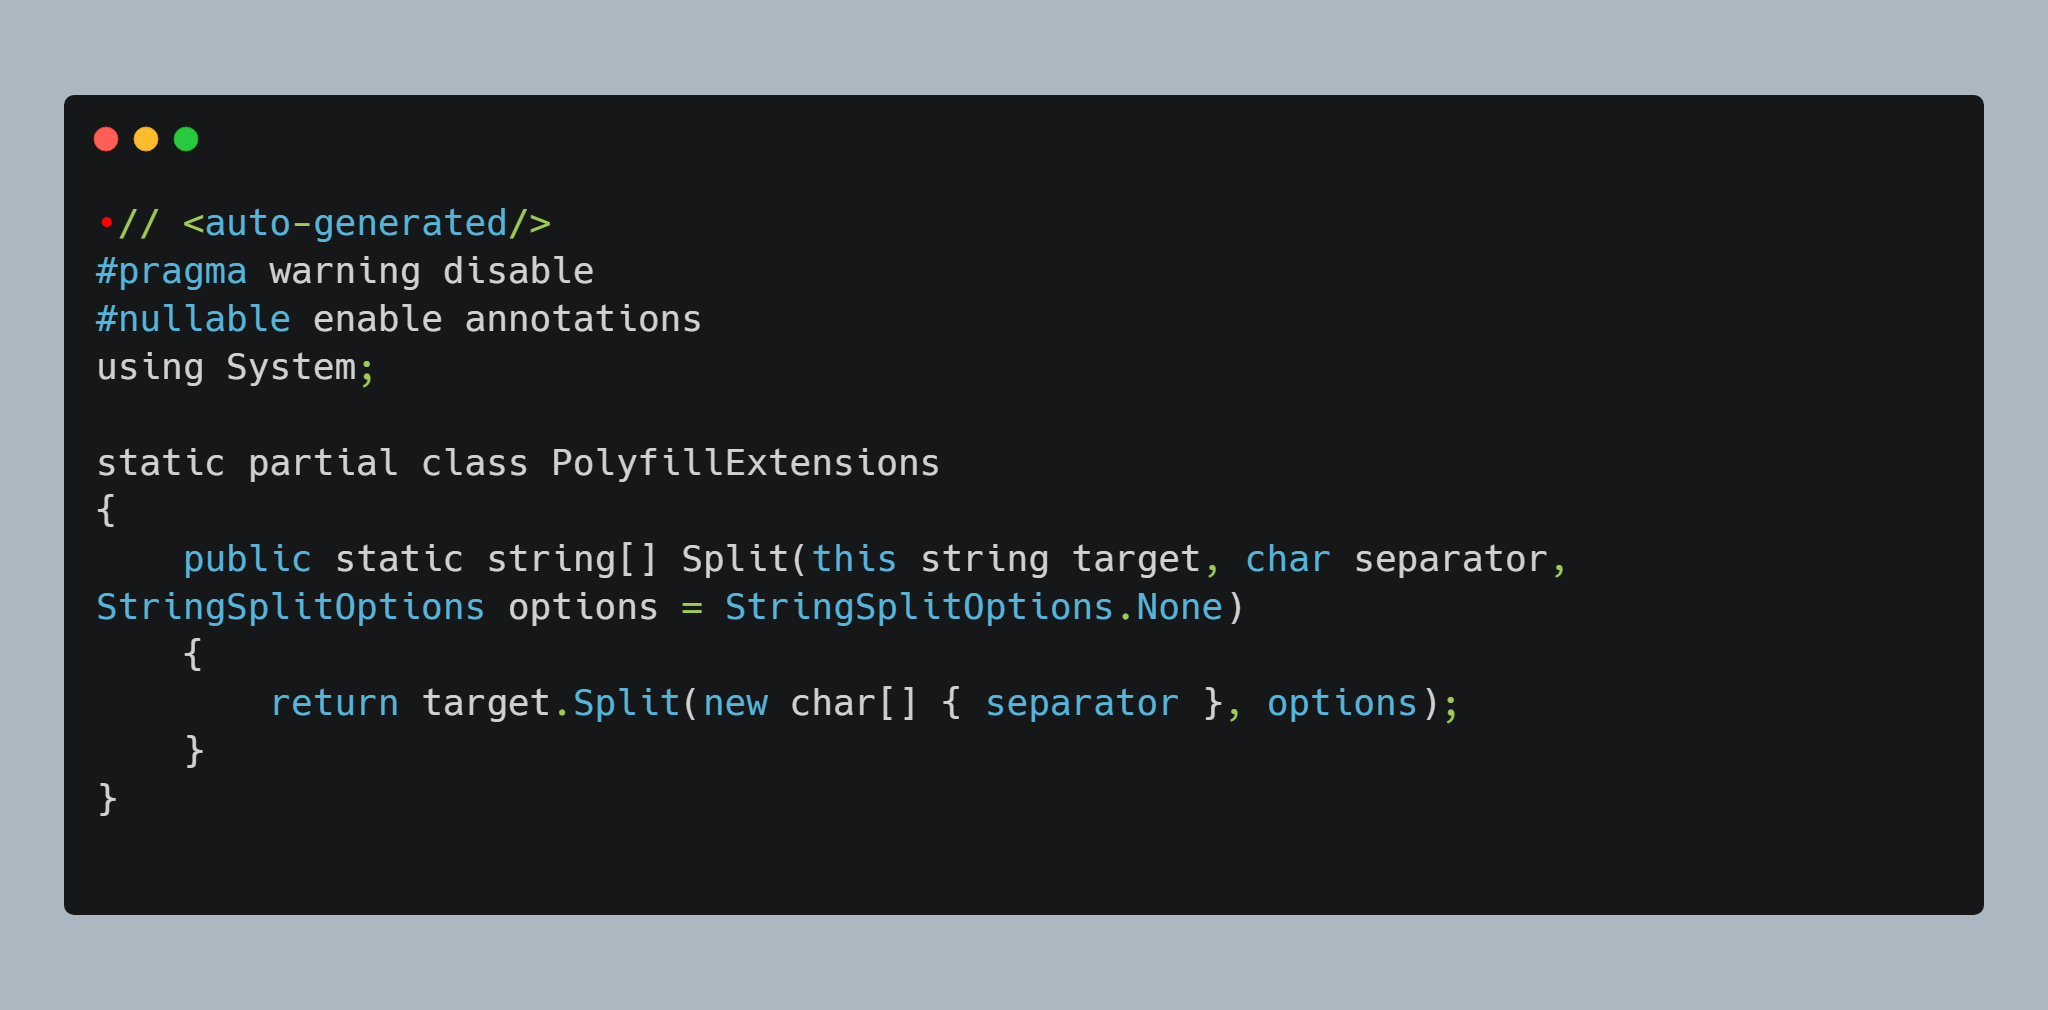 •// <auto-generated/>
#pragma warning disable
#nullable enable annotations
using System;

static partial class PolyfillExtensions
{
    public static string[] Split(this string target, char separator,
StringSplitOptions options = StringSplitOptions.None)
    {
        return target.Split(new char[] { separator }, options);
    }
}